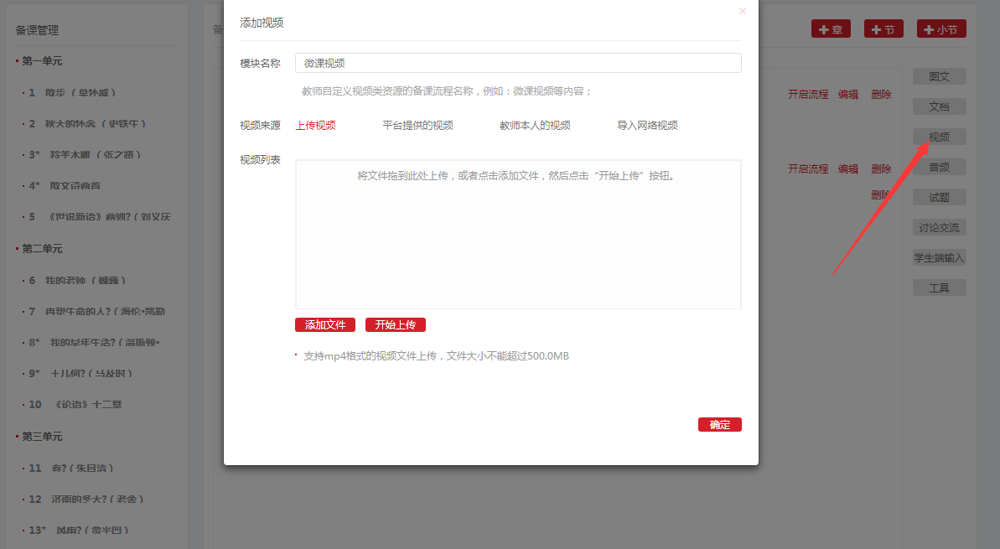 备课管理
第一单元
1 散步（莫怀戚）
2 秋天的怀念（史铁生）
3* 羚羊木雕（张之路）
4* 散文诗两首
5 《世说新语》两则?（刘义庆
第二单元
6 我的老师（魏巍）
7 再塑生命的人?（海伦•凯勒
8* 我的早年生活?（温斯顿•
9* 王几何?（马及时）
10 《论语》十二章
第三单元
11 春?（朱自清）
12 济南的冬天?（老舍）
13* 风雨?（贾平凹）
备
章
节
小节
添加视频
×
模块名称
微课视频
教师自定义视频类资源的备课流程名称，例如：微课视频等内容；
视频来源
上传视频
平台提供的视频
教师本人的视频
导入网络视频
视频列表
将文件拖到此处上传，或者点击添加文件，然后点击“开始上传”按钮。
添加文件
开始上传
支持mp4格式的视频文件上传，文件大小不能超过500.0MB
确定
开启流程 编辑 删除
开启流程 编辑 删除
删除
图文
文档
视频
音频
试题
讨论交流
学生端输入
工具